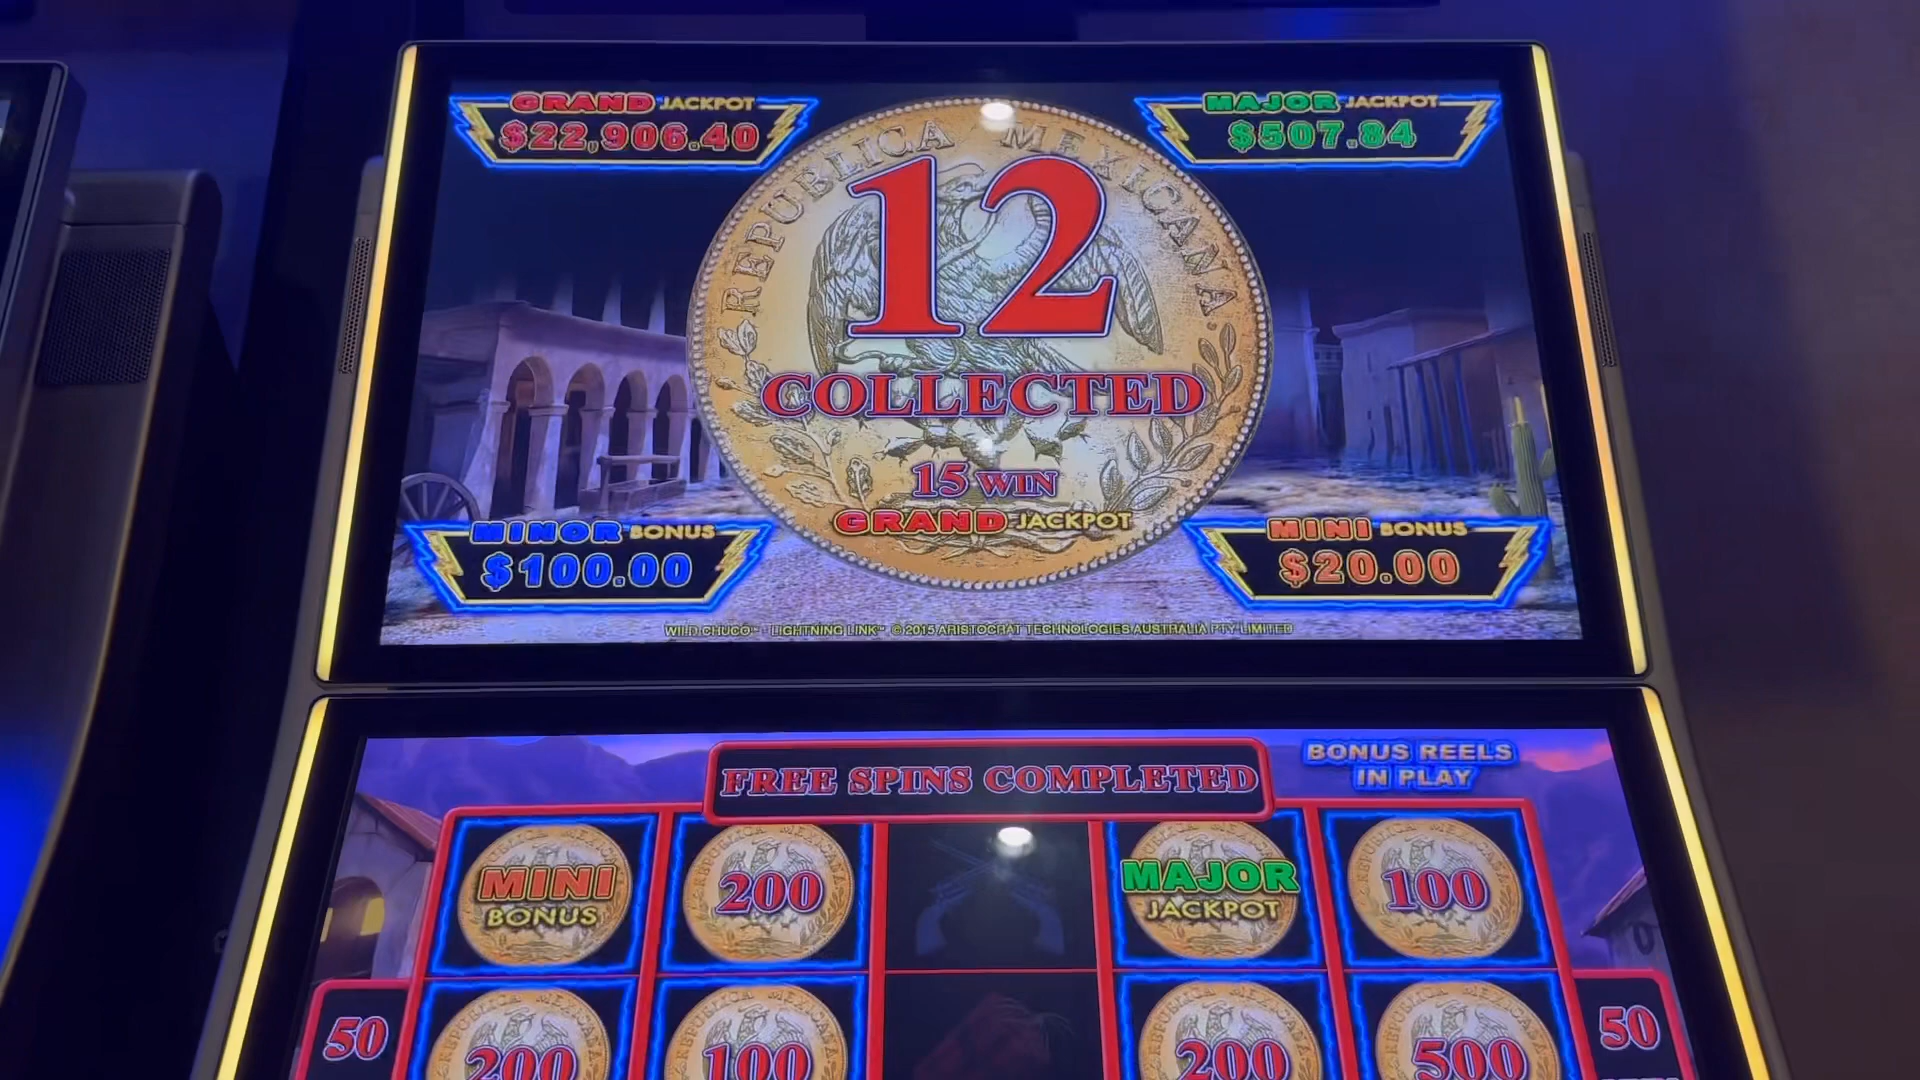 GRAND JACKPOT
$22,906.40
MAJOR JACKPOT
$507.84
REPUBLICA MEXICANA
12
COLLECTED
15 WIN
GRAND JACKPOT
MINOR BONUS
$100.00
MINI BONUS
$20.00
WILD CHUCO™ - LIGHTNING LINK™ © 2015 ARISTOCRAT TECHNOLOGIES AUSTRALIA PTY LIMITED
FREE SPINS COMPLETED
BONUS REELS
IN PLAY
MINI
BONUS
200
MAJOR
JACKPOT
100
50
200
100
200
500
50